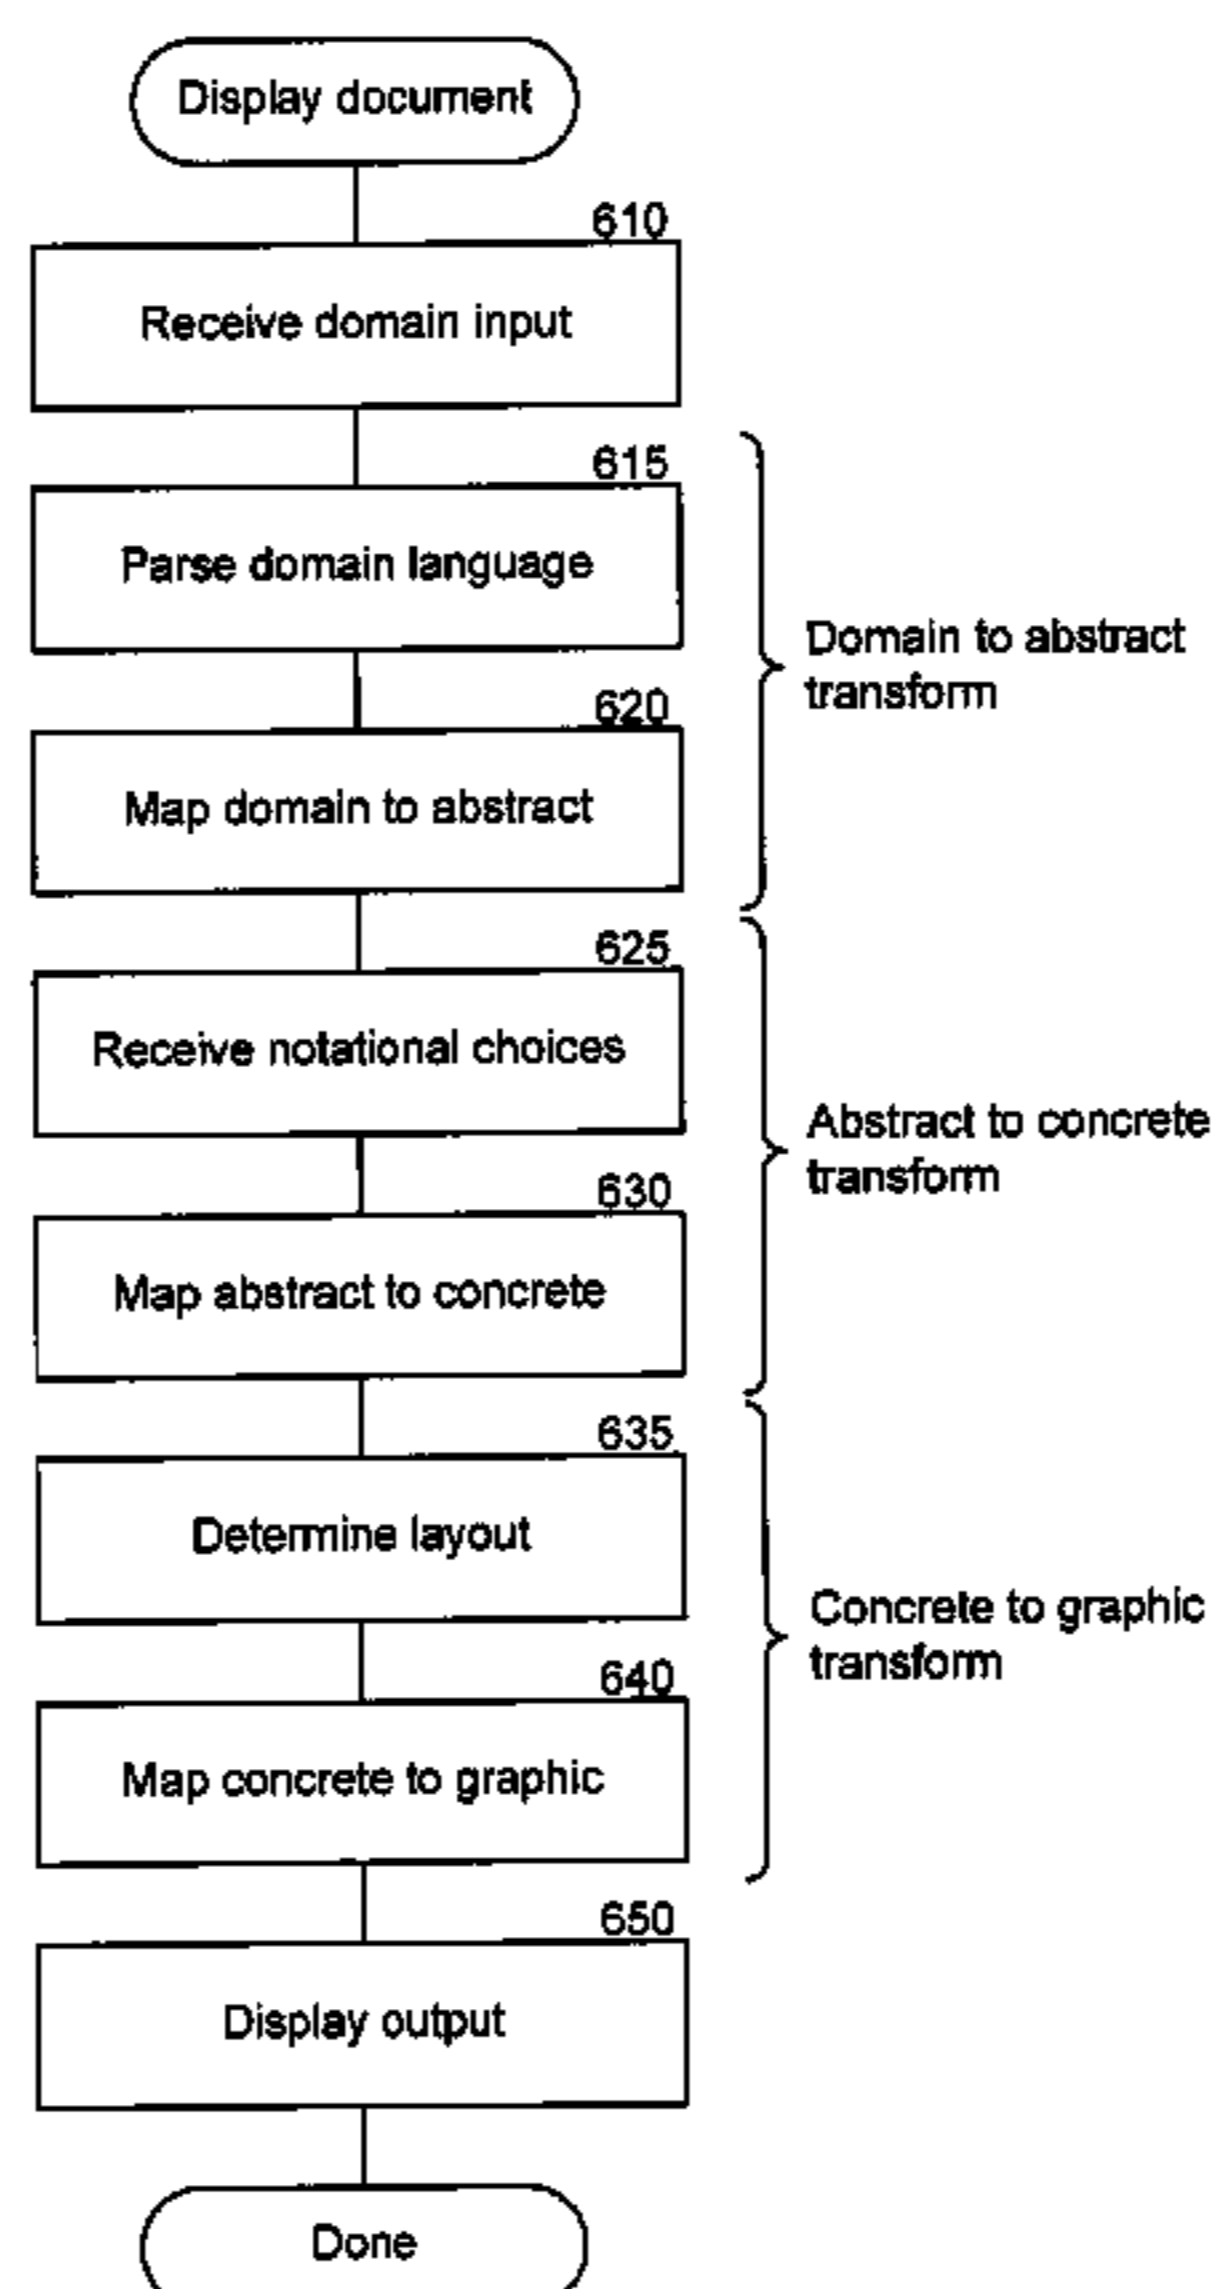 Display document
610
Receive domain input
615
Parse domain language
Domain to abstract
transform
620
Map domain to abstract
625
Receive notational choices
Abstract to concrete
transform
630
Map abstract to concrete
635
Determine layout
Concrete to graphic
transform
640
Map concrete to graphic
650
Display output
Done